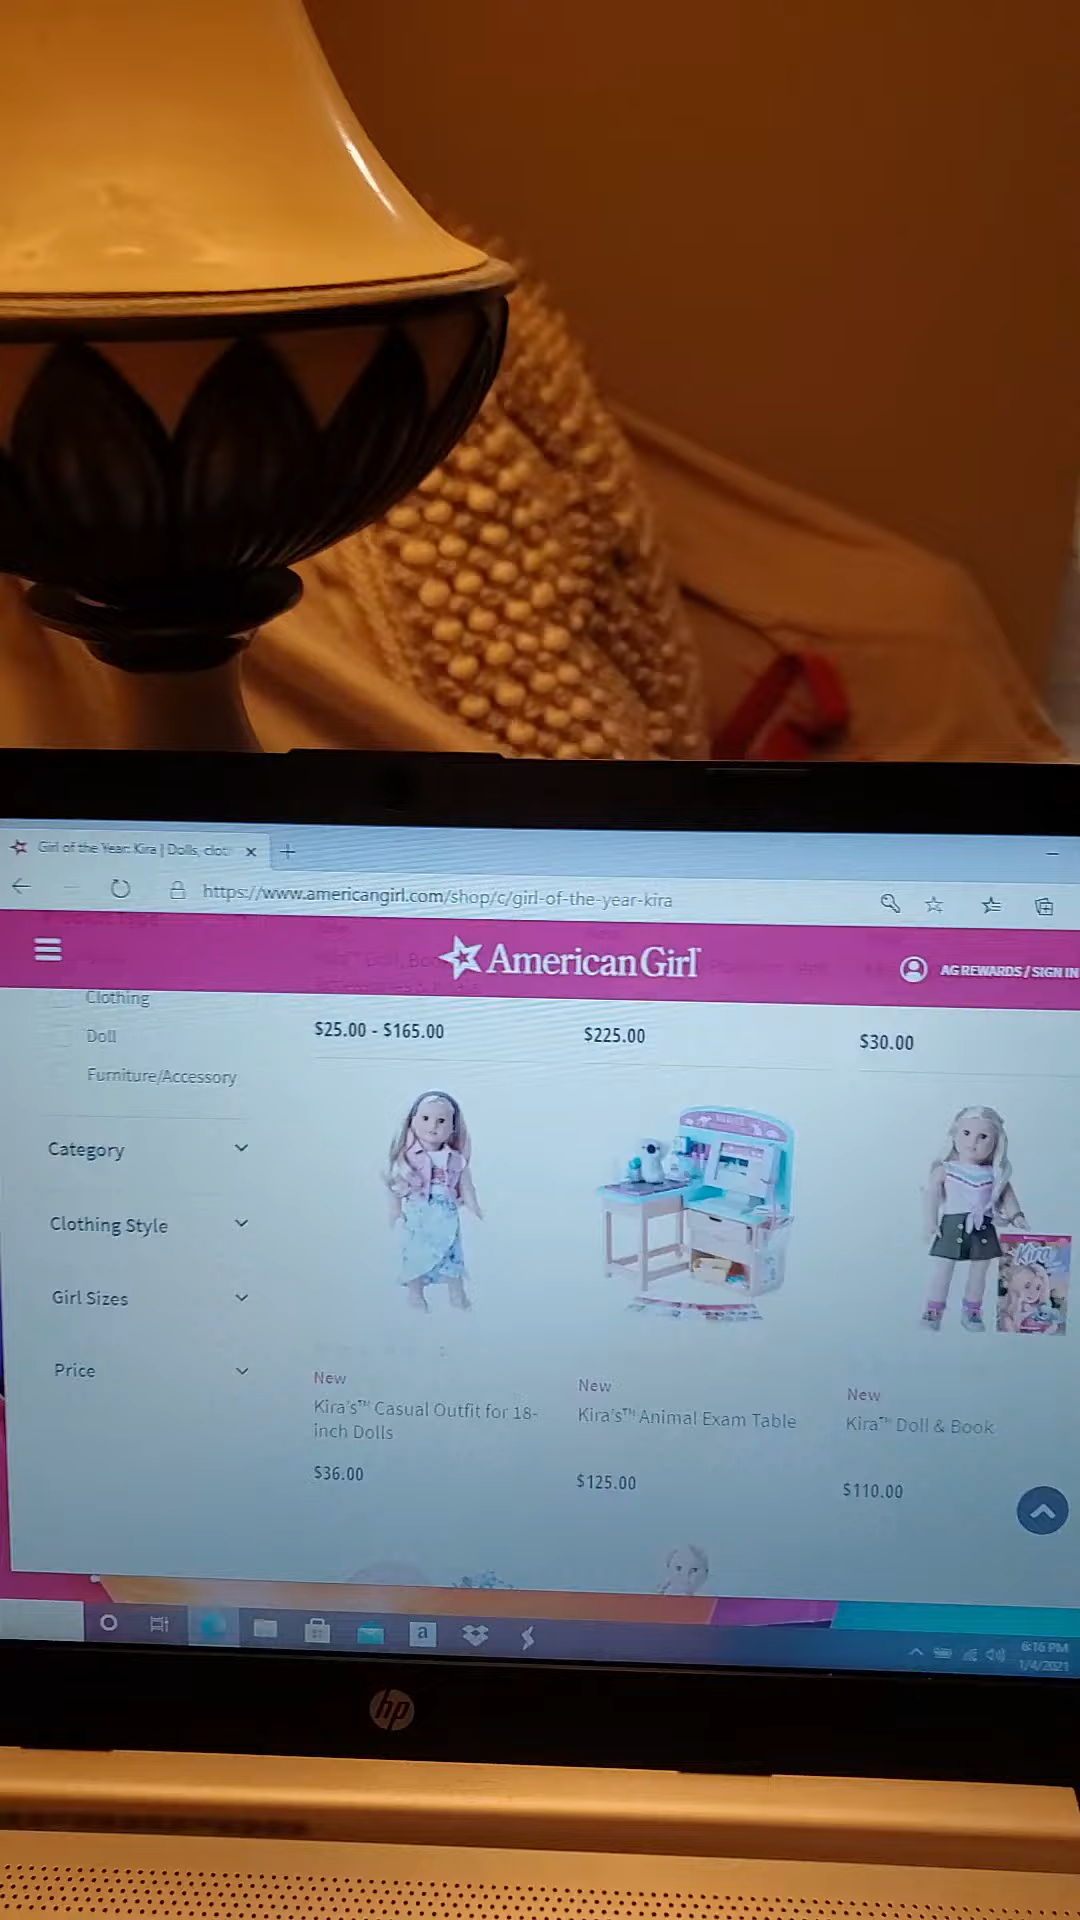 Girl of the Year: Kira | Dolls, clot
https://www.americangirl.com/shop/c/girl-of-the-year-kira
American Girl
AG REWARDS / SIGN IN
Clothing
Doll
Furniture/Accessory
Category
Clothing Style
Girl Sizes
Price
$25.00 - $165.00
$225.00
$30.00
New
Kira's™ Casual Outfit for 18-
inch Dolls
$36.00
New
Kira's™ Animal Exam Table
$125.00
Kira
New
Kira™ Doll & Book
$110.00
a
6:16 PM
1/4/2021
hp